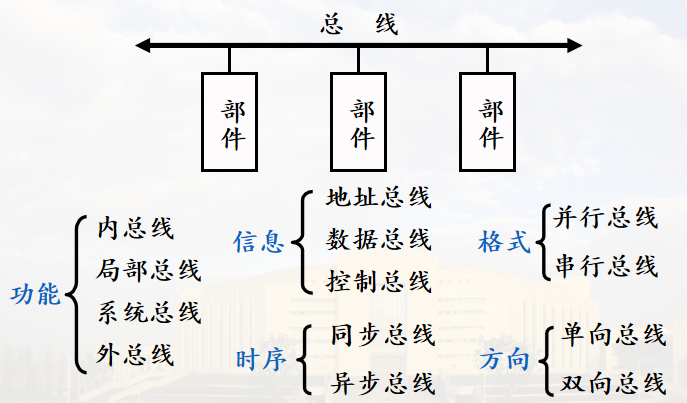 总 线
部件
部件
部件
功能
内总线
局部总线
系统总线
外总线
信息
地址总线
数据总线
控制总线
格式
并行总线
串行总线
时序
同步总线
异步总线
方向
单向总线
双向总线